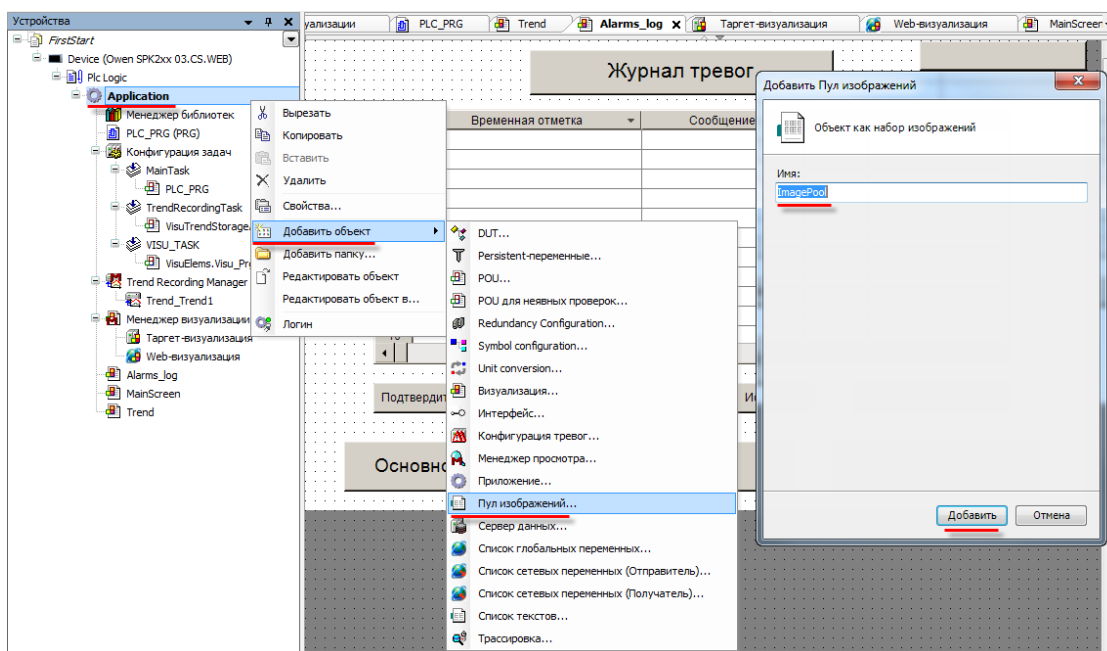 Устройства
FirstStart
Device (Owen SPK2xx 03.CS.WEB)
Plc Logic
Application
Менеджер библиотек
PLC_PRG (PRG)
Конфигурация задач
MainTask
PLC_PRG
TrendRecordingTask
VisuTrendStorage.
VISU_TASK
VisuElems.Visu_Pr
Trend Recording Manager
Trend_Trend1
Менеджер визуализации
Таргет-визуализация
Web-визуализация
Alarms_log
MainScreen
Trend
Вырезать
Копировать
Вставить
Удалить
Свойства...
Добавить объект
Добавить папку...
Редактировать объект
Редактировать объект в...
Логин
уализации
PLC_PRG
Trend
Alarms_log
Таргет-визуализация
Web-визуализация
MainScreen
Журнал тревог
Временная отметка
Сообщение
Подтвердит
Основно
DUT...
Persistent-переменные...
POU...
POU для неявных проверок...
Redundancy Configuration...
Symbol configuration...
Unit conversion...
Визуализация...
Интерфейс...
Конфигурация тревог...
Менеджер просмотра...
Приложение...
Пул изображений...
Сервер данных...
Список глобальных переменных...
Список сетевых переменных (Отправитель)...
Список сетевых переменных (Получатель)...
Список текстов...
Трассировка...
Добавить Пул изображений
Объект как набор изображений
Имя:
ImagePool
Добавить
Отмена